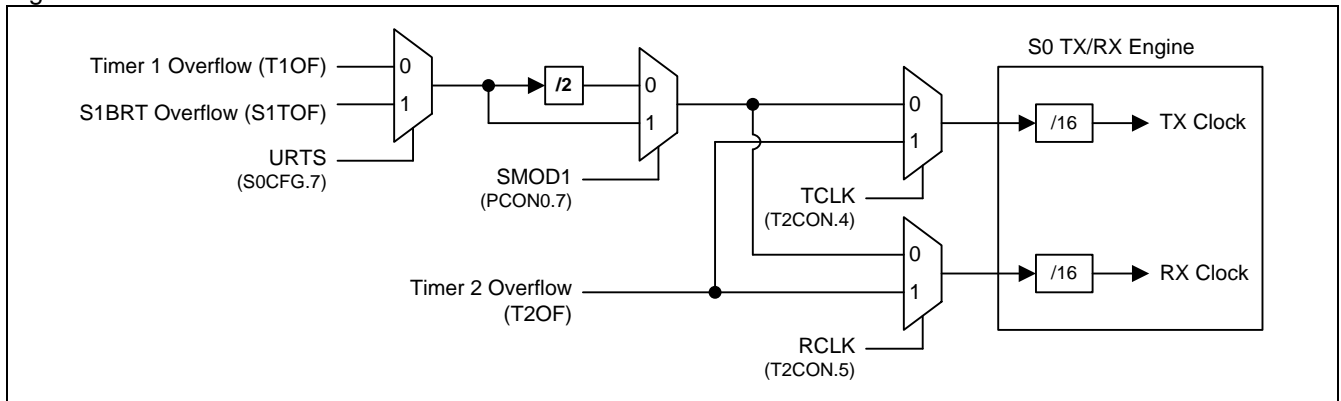 S0 TX/RX Engine
Timer 1 Overflow (T1OF)
0
S1BRT Overflow (S1TOF)
1
URTS
(S0CFG.7)
/2
0
1
SMOD1
(PCON0.7)
0
1
TCLK
(T2CON.4)
/16
TX Clock
Timer 2 Overflow
(T2OF)
0
1
RCLK
(T2CON.5)
/16
RX Clock